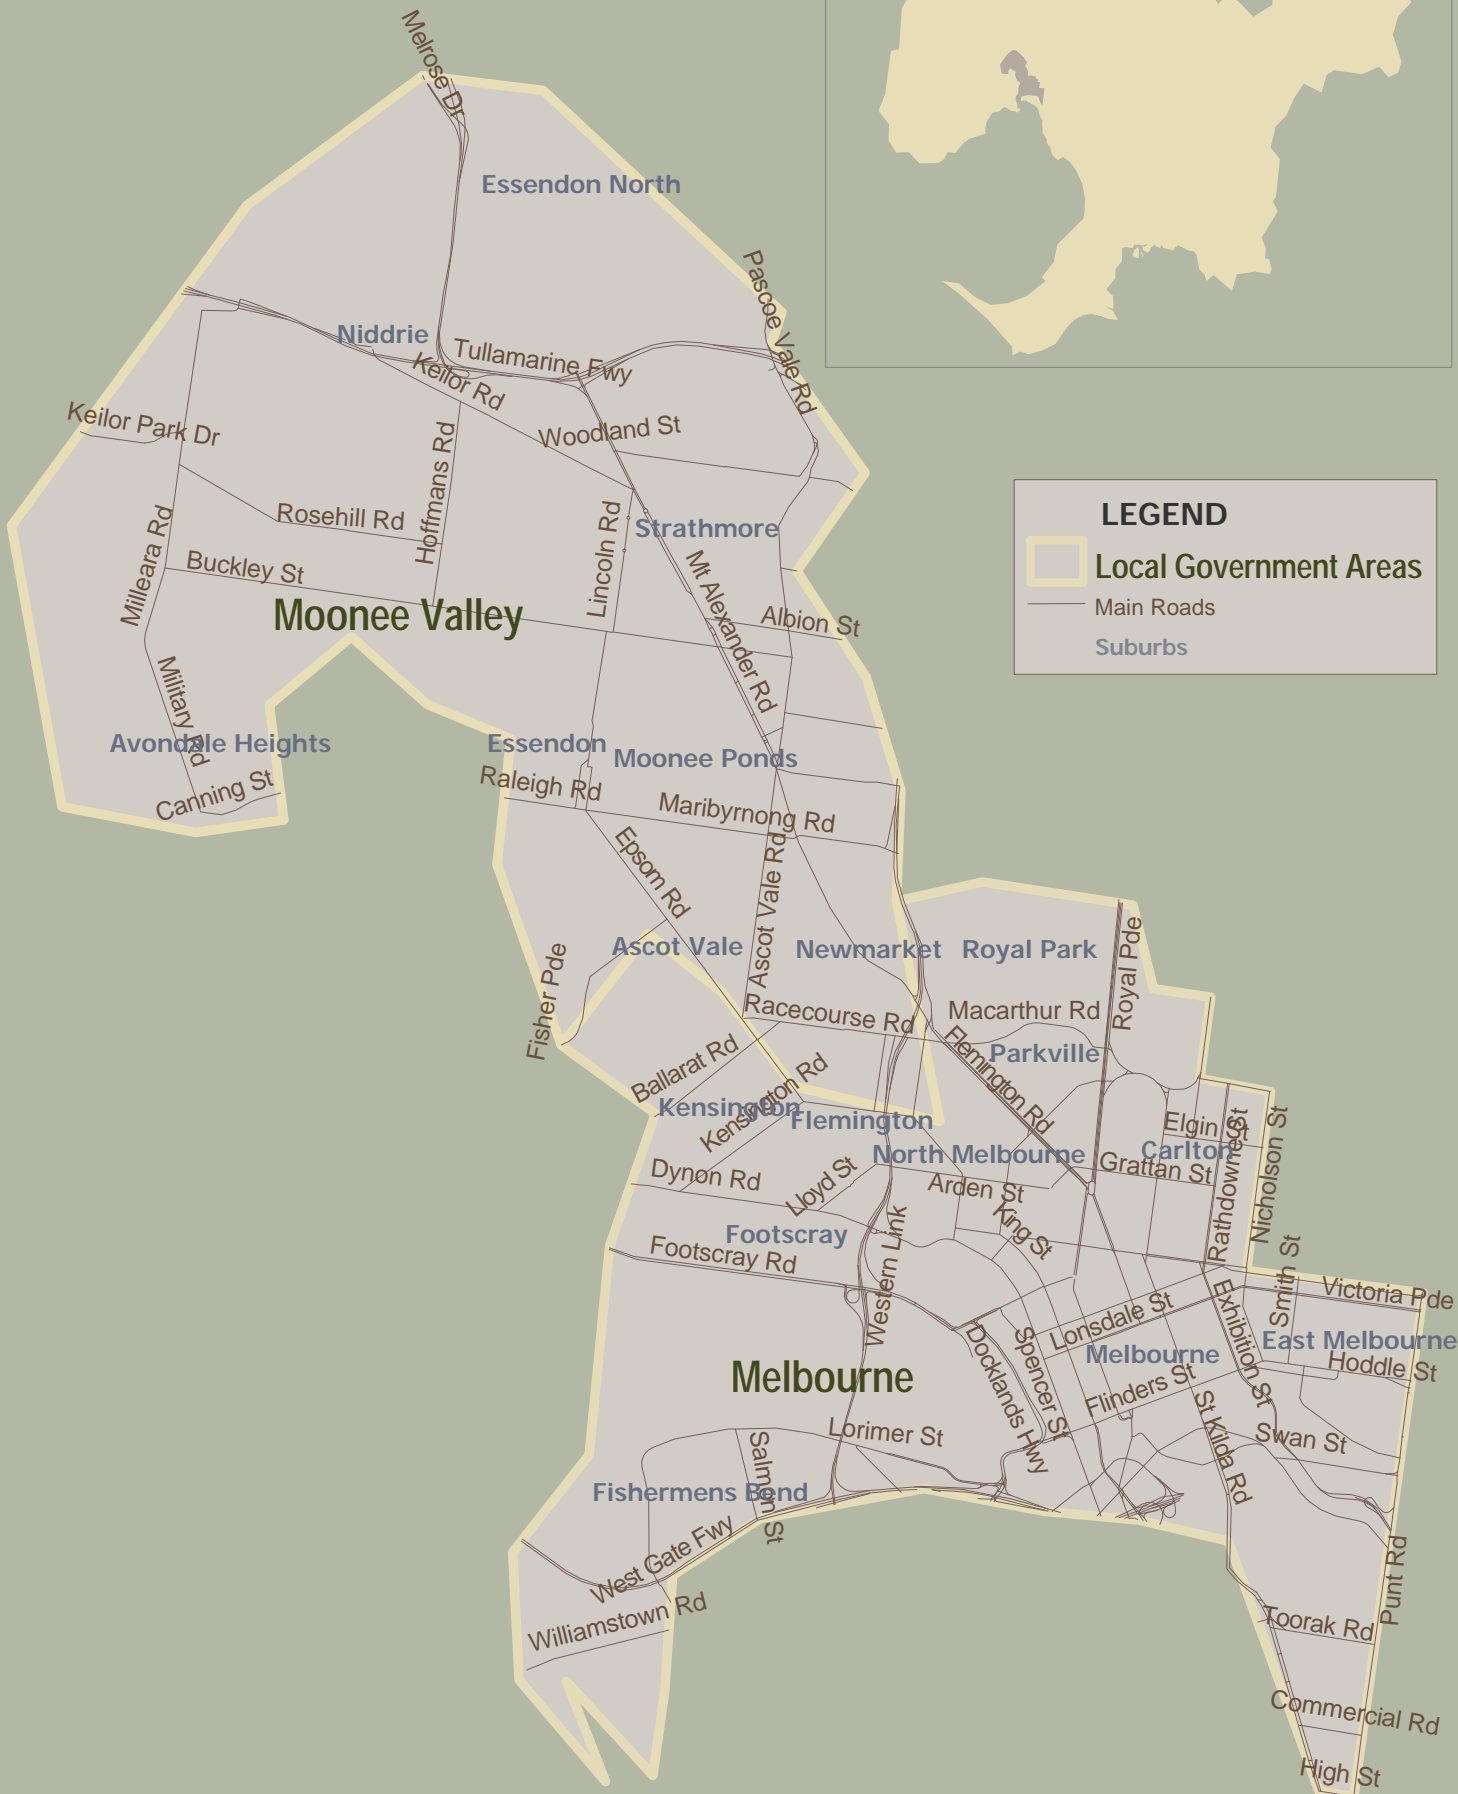 Melrose Dr
Essendon North
Pascoe Vale Rd
Niddrie
Tullamarine Fwy
Keilor Rd
Keilor Park Dr
Woodland St
Hoffmans Rd
Rosehill Rd
Milleara Rd
Lincoln Rd
Strathmore
Buckley St
Mt Alexander Rd
Moonee Valley
Albion St
LEGEND
Local Government Areas
Main Roads
Suburbs
Military Rd
Avondale Heights
Essendon
Moonee Ponds
Canning St
Raleigh Rd
Maribyrnong Rd
Epsom Rd
Ascot Vale Rd
Ascot Vale
Newmarket
Royal Park
Royal Pde
Fisher Pde
Racecourse Rd
Macarthur Rd
Flemington Rd
Parkville
Ballarat Rd
Kensington Rd
Kensington
Flemington
Elgin St
Nicholson St
Rathdowne St
North Melbourne
Carlton
Grattan St
Dynon Rd
Lloyd St
Arden St
King St
Footscray
Footscray Rd
Western Link
Smith St
Victoria Pde
Exhibition St
Lonsdale St
Spencer St
Docklands Hwy
Melbourne
East Melbourne
Hoddle St
Melbourne
Flinders St
St Kilda Rd
Lorimer St
Swan St
Salmon St
Fishermens Bend
West Gate Fwy
Punt Rd
Williamstown Rd
Toorak Rd
Commercial Rd
High St